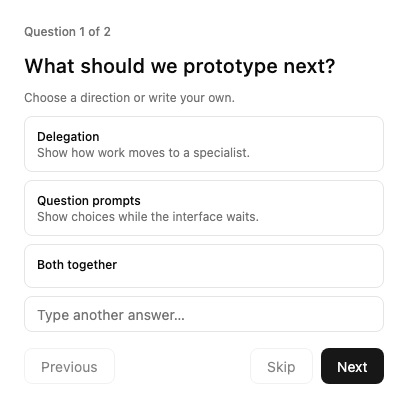 Question 1 of 2
What should we prototype next?
Choose a direction or write your own.
Delegation
Show how work moves to a specialist.
Question prompts
Show choices while the interface waits.
Both together
Type another answer...
Previous
Skip
Next